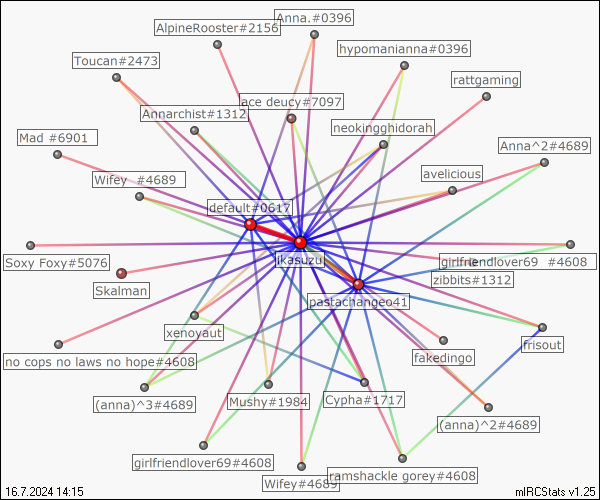 Anna.#0396
AlpineRooster#2156
hypomanianna#0396
Toucan#2473
rattgaming
ace deucy#7097
Annarchist#1312
neokingghidorah
Mad #6901
Anna^2#4689
avelicious
Wifey #4689
default#0617
jkasuzu
Soxy Foxy#5076
girlfriendlover69 #4608
zibbits#1312
Skalman
pastachangeo41
xenoyaut
frisout
fakedingo
no cops no laws no hope#4608
(anna)^3#4689
Mushy#1984
Cypha#1717
(anna)^2#4689
girlfriendlover69#4608
ramshackle gorey#4608
Wifey#4689
16.7.2024 14:15
mIRCStats v1.25